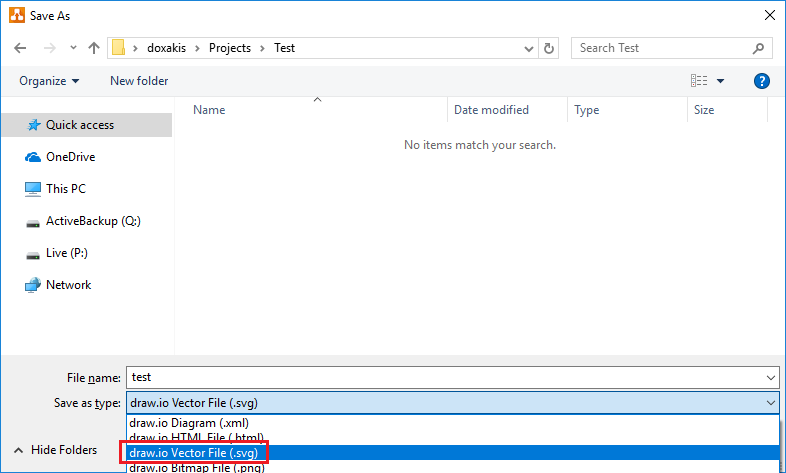 Save As
doxakis > Projects > Test
Search Test
Organize
New folder
?
Name
Date modified
Type
Size
Quick access
OneDrive
This PC
ActiveBackup (Q:)
Live (P:)
Network
No items match your search.
File name:
test
Save as type:
draw.io Vector File (.svg)
draw.io Diagram (.xml)
draw.io HTML File (.html)
draw.io Vector File (.svg)
draw.io Bitmap File (.png)
Hide Folders